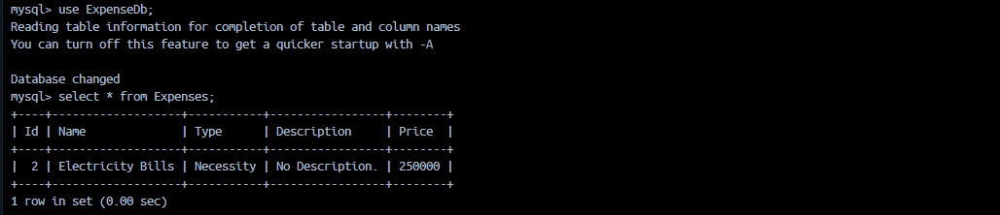 mysql> use ExpenseDb;
Reading table information for completion of table and column names
You can turn off this feature to get a quicker startup with -A

Database changed
mysql> select * from Expenses;
+----+-------------------+-----------+-----------------+--------+
| Id | Name              | Type      | Description     | Price  |
+----+-------------------+-----------+-----------------+--------+
|  2 | Electricity Bills | Necessity | No Description. | 250000 |
+----+-------------------+-----------+-----------------+--------+
1 row in set (0.00 sec)